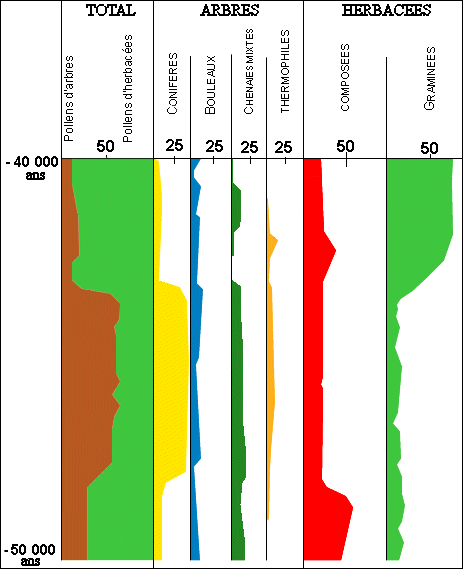 TOTAL
ARBRES
HERBACEES
Pollens d'arbres
Pollens d'herbacées
CONIFERES
BOULEAUX
CHENAIES MIXTES
THERMOPHILES
COMPOSEES
GRAMINEES
50
25
25
25
50
50
- 40 000
ans
-50 000
ans